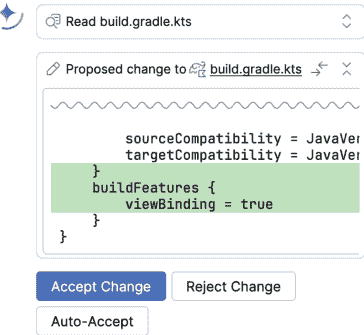 Read build.gradle.kts
Proposed change to build.gradle.kts
sourceCompatibility = JavaVer
targetCompatibility = JavaVer
}
buildFeatures {
viewBinding = true
}
}
Accept Change
Reject Change
Auto-Accept